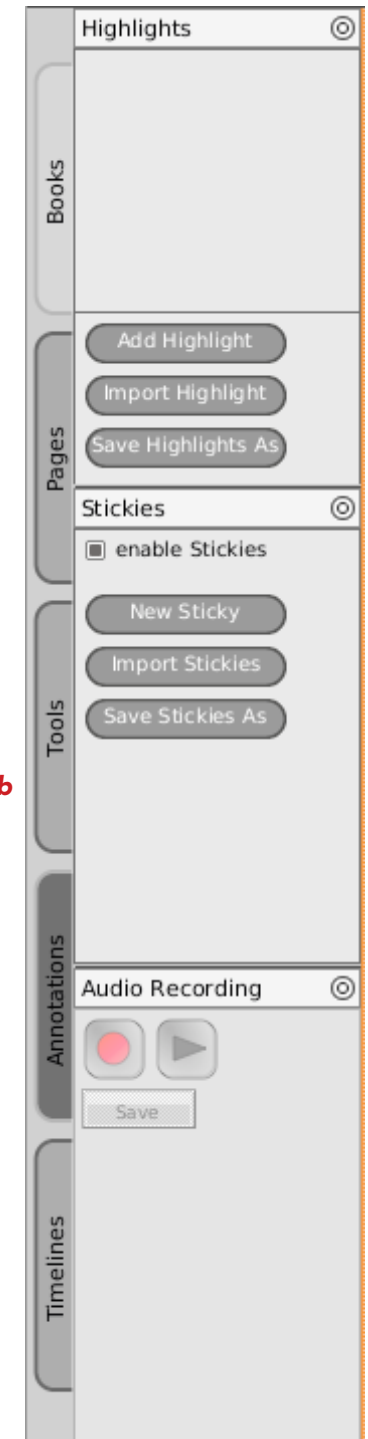 Highlights
Books
Add Highlight
Import Highlight
Save Highlights As
Pages
Stickies
enable Stickies
New Sticky
Import Stickies
Save Stickies As
Tools
b
Annotations
Audio Recording
Save
Timelines